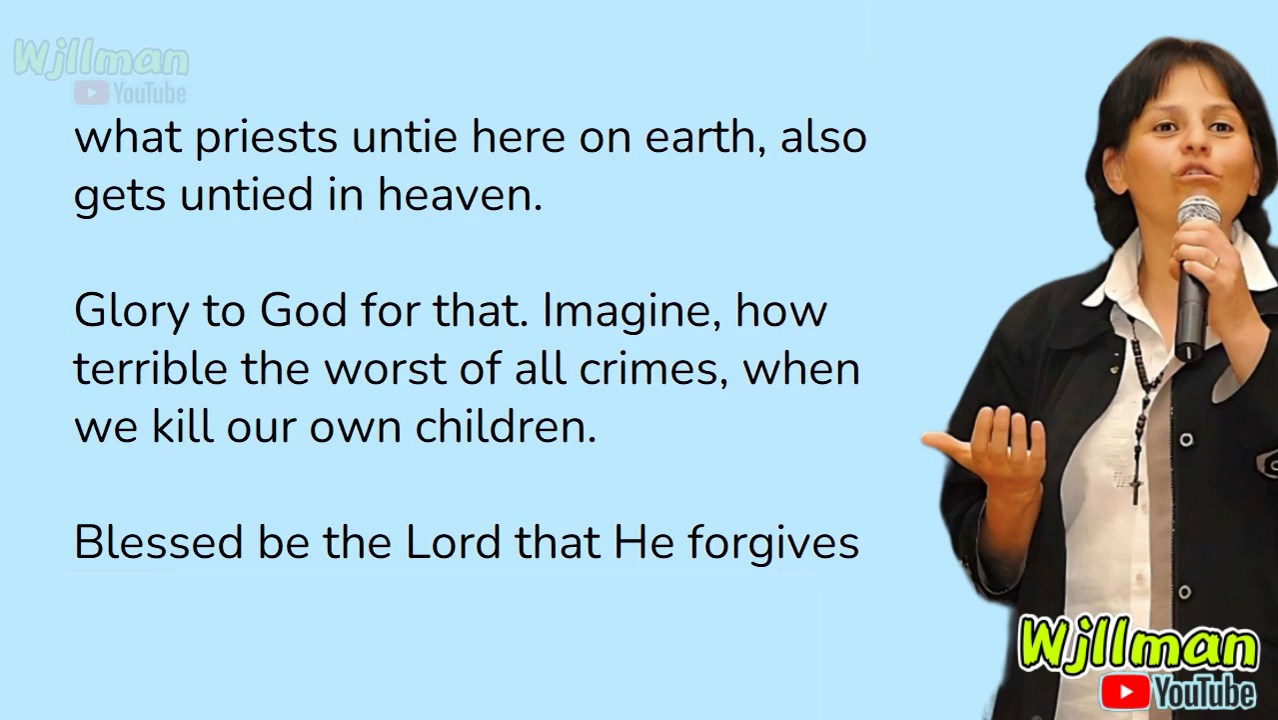 Wjllman
YouTube
what priests untie here on earth, also
gets untied in heaven.
Glory to God for that. Imagine, how
terrible the worst of all crimes, when
we kill our own children.
Blessed be the Lord that He forgives
Wjllman
YouTube